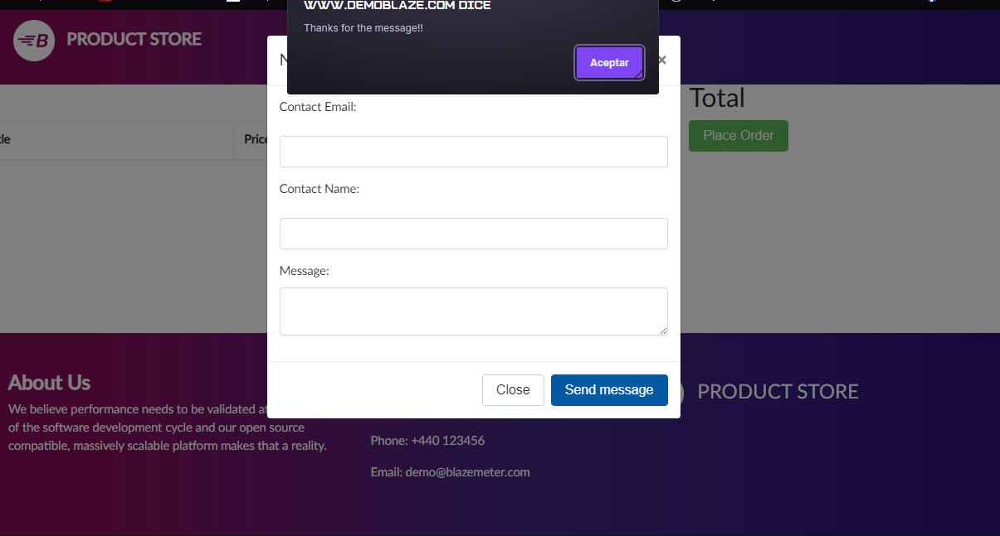 WWW.DEMOBLAZE.COM DICE
Thanks for the message!!
Aceptar
PRODUCT STORE
×
Contact Email:
Total
Price
Place Order
Contact Name:
Message:
Close
Send message
About Us
We believe performance needs to be validated at
of the software development cycle and our open source
compatible, massively scalable platform makes that a reality.
Phone: +440 123456
Email: demo@blazemeter.com
PRODUCT STORE